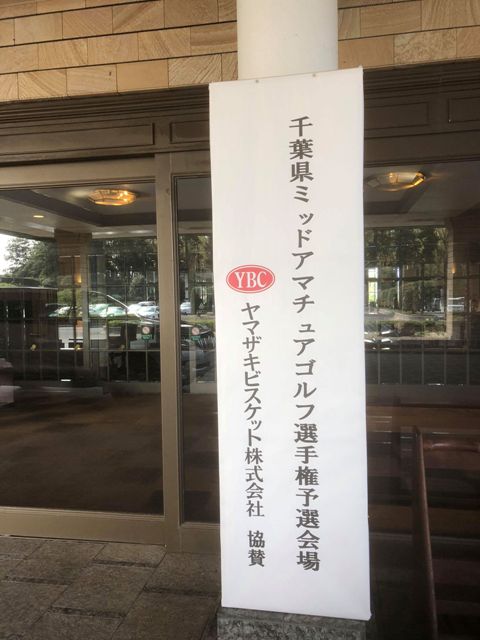 千葉県ミッドアマチュアゴルフ選手権予選会場
YBC ヤマザキビスケット株式会社 協賛